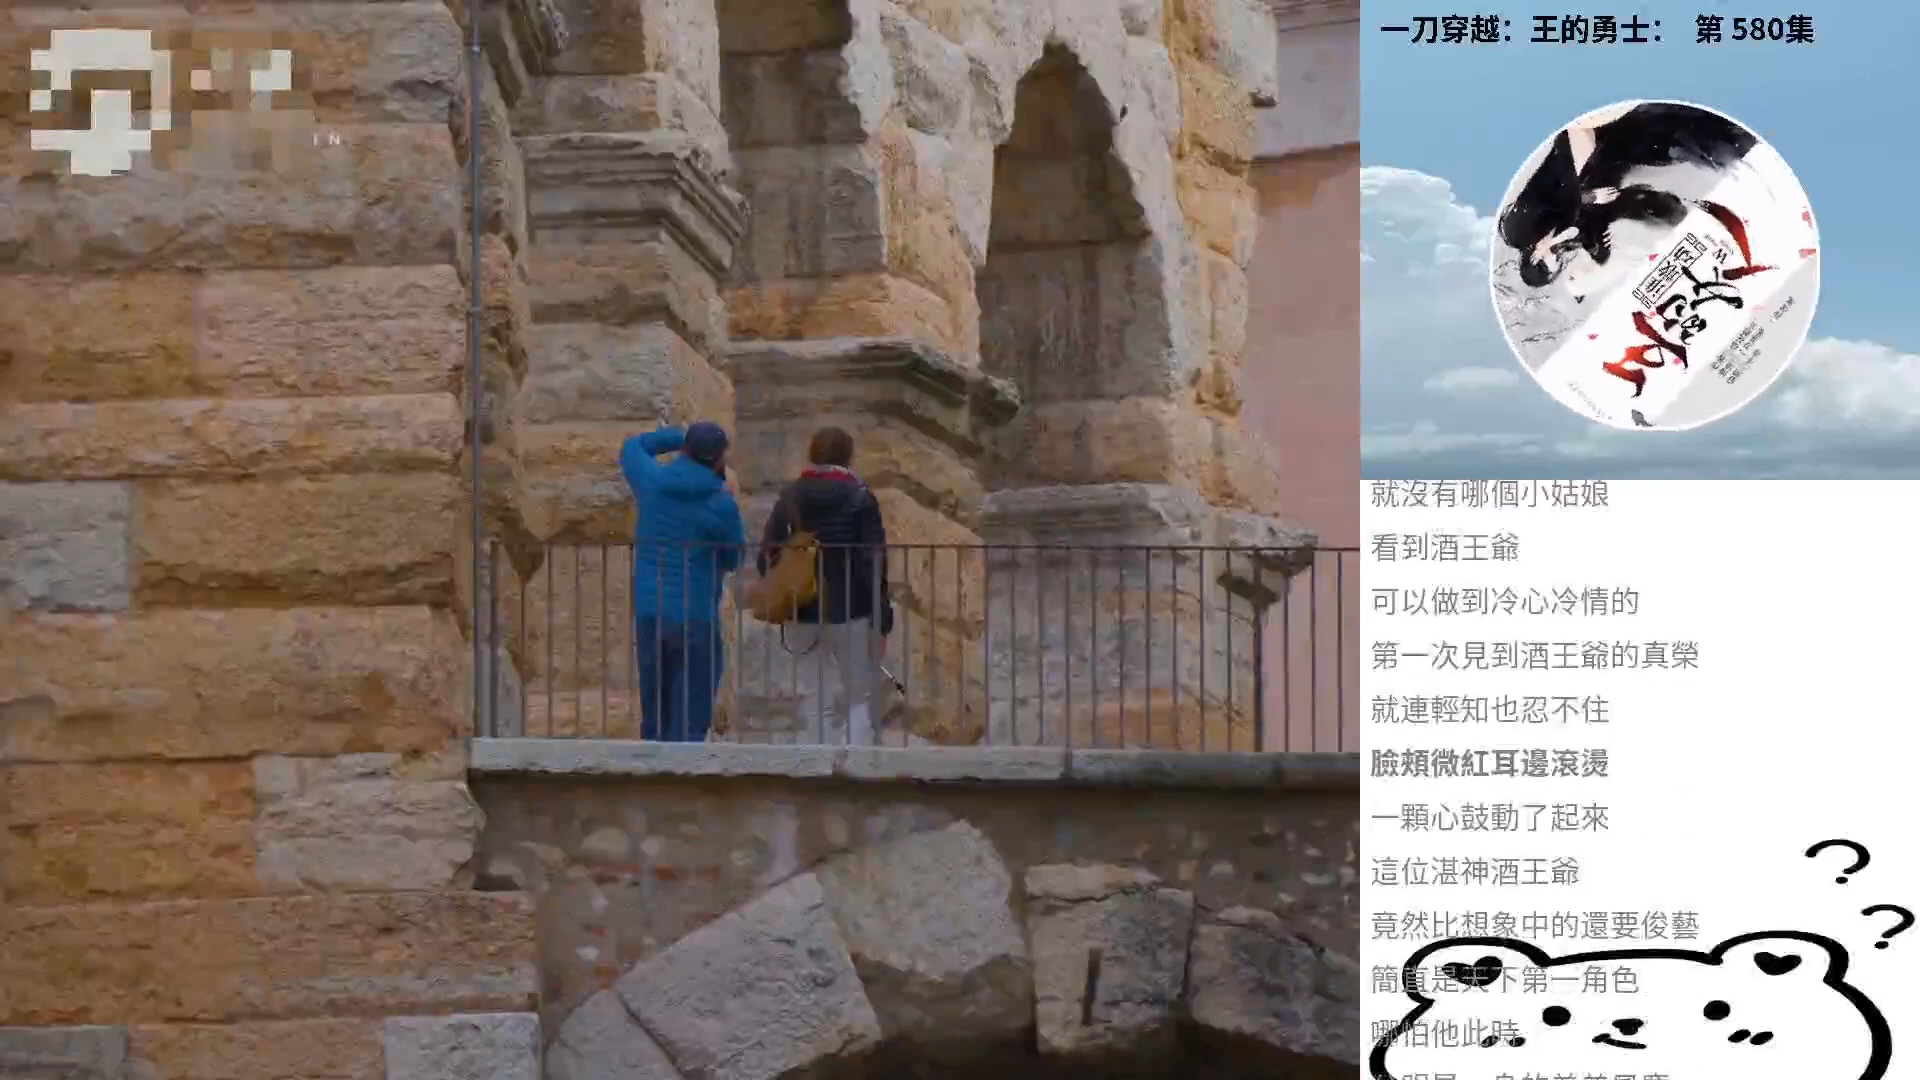 IN
一刀穿越：王的勇士： 第 580集
就沒有哪個小姑娘
看到酒王爺
可以做到冷心冷情的
第一次見到酒王爺的真榮
就連輕知也忍不住
臉頰微紅耳邊滾燙
一顆心鼓動了起來
這位湛神酒王爺
竟然比想象中的還要俊藝
簡直是天下第一角色
哪怕他此時
? ?